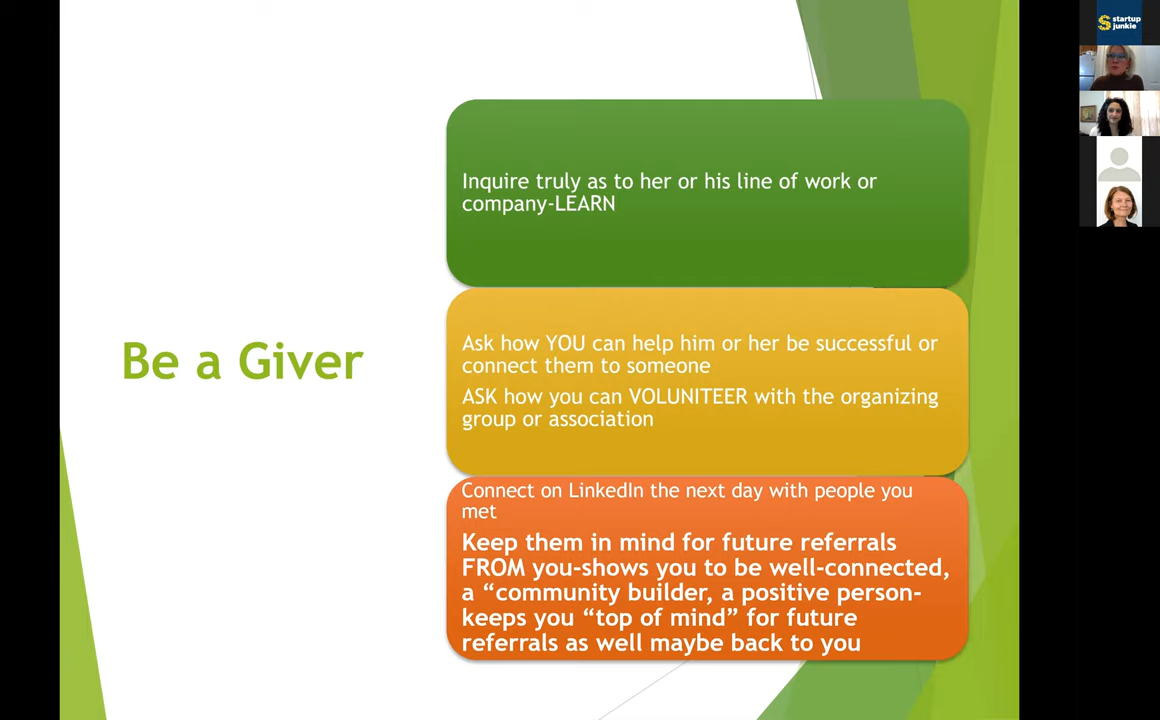 startup
junkie
Inquire truly as to her or his line of work or
company-LEARN
Be a Giver
Ask how YOU can help him or her be successful or
connect them to someone
ASK how you can VOLUNITEER with the organizing
group or association
Connect on LinkedIn the next day with people you
met
Keep them in mind for future referrals
FROM you-shows you to be well-connected,
a “community builder, a positive person-
keeps you “top of mind” for future
referrals as well maybe back to you